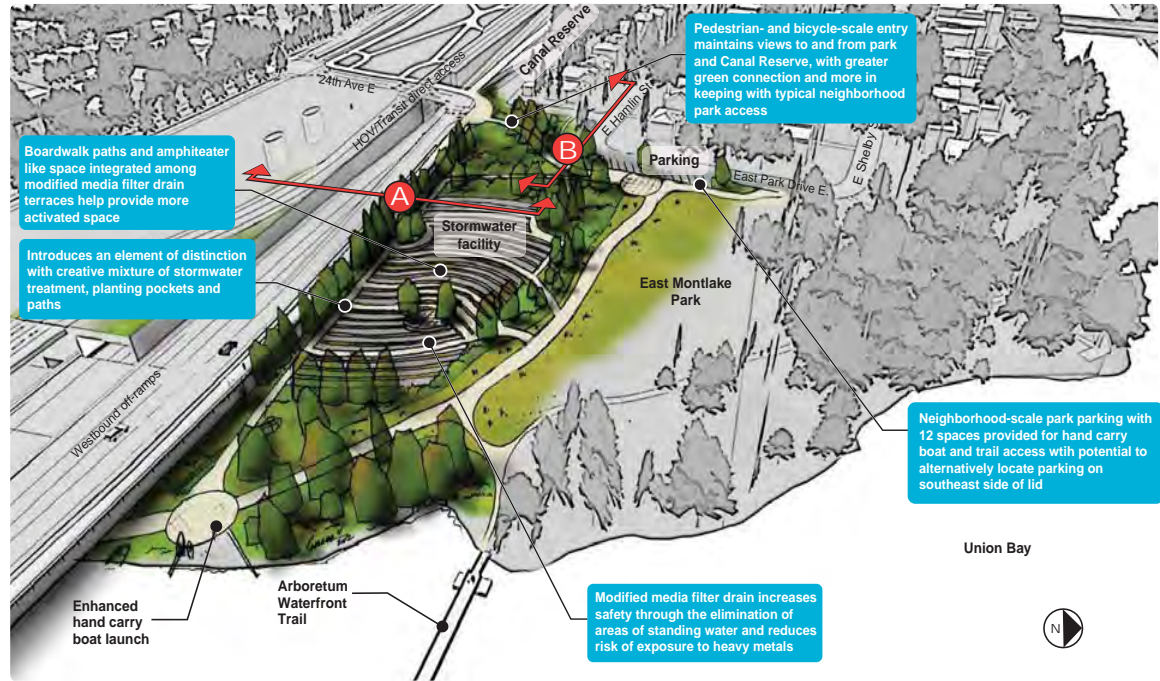 Canal Reserve
Pedestrian- and bicycle-scale entry
maintains views to and from park
and Canal Reserve, with greater
green connection and more in
keeping with typical neighborhood
park access
24th Ave E
HOV/Transit direct access
E Hamlin St
B
Boardwalk paths and amphiteater
like space integrated among
modified media filter drain
terraces help provide more
activated space
Parking
E Shelby S
East Park Drive E
A
Stormwater
facility
Introduces an element of distinction
with creative mixture of stormwater
treatment, planting pockets and
paths
East Montlake
Park
Westbound off-ramps
Neighborhood-scale park parking with
12 spaces provided for hand carry
boat and trail access wtih potential to
alternatively locate parking on
southeast side of lid
Union Bay
Enhanced
hand carry
boat launch
Arboretum
Waterfront
Trail
Modified media filter drain increases
safety through the elimination of
areas of standing water and reduces
risk of exposure to heavy metals
N